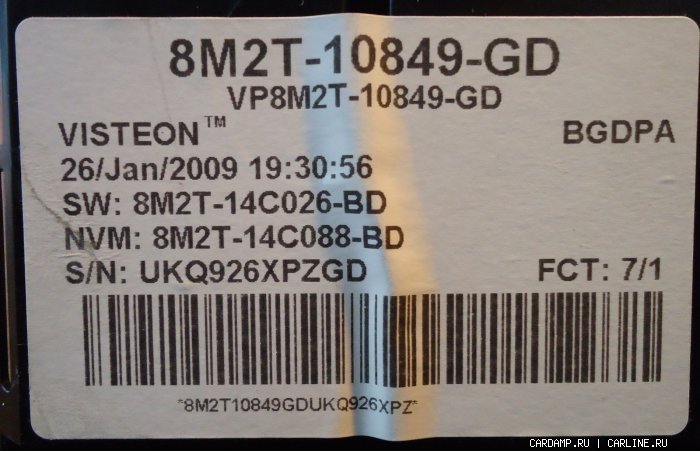 8M2T-10849-GD
VP8M2T-10849-GD
VISTEON™ BGDPA
26/Jan/2009 19:30:56
SW: 8M2T-14C026-BD
NVM: 8M2T-14C088-BD
S/N: UKQ926XPZGD FCT: 7/1
*8M2T10849GDUKQ926XPZ*
CARDAMP.RU | CARLINE.RU